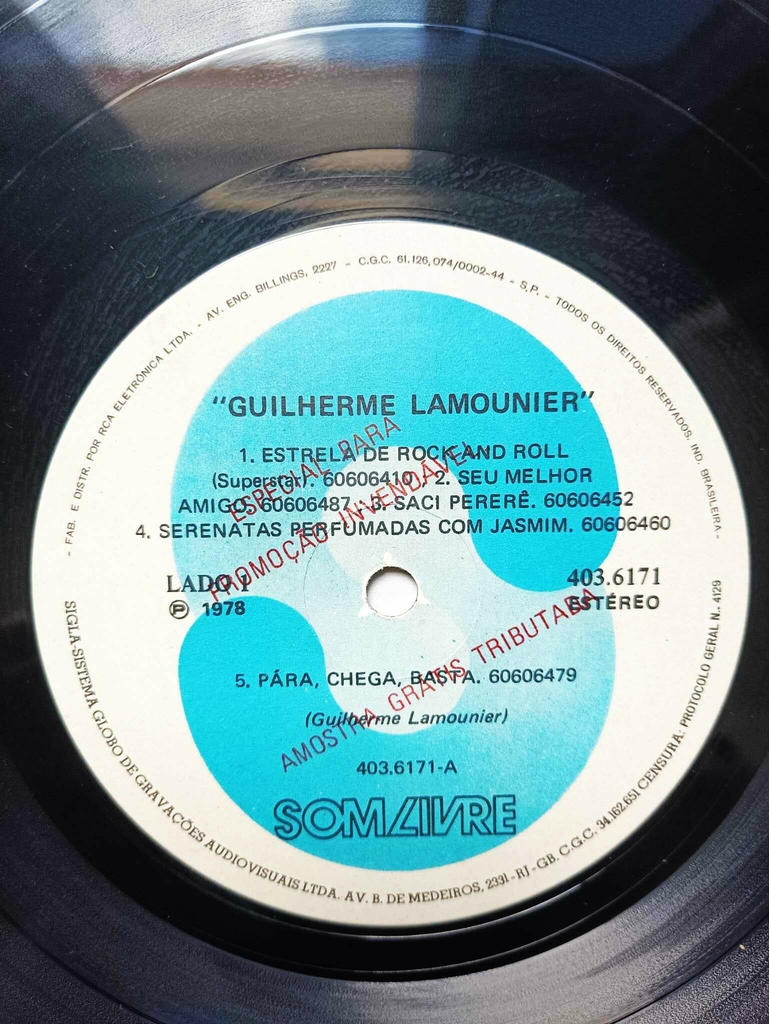 - FAB. E DISTR. POR RCA ELETRÔNICA LTDA. - AV. ENG. BILLINGS, 2227 - C.G.C. 61.126,074/0002-44 - S.P. - TODOS OS DIREITOS RESERVADOS. IND. BRASILEIRA -
"GUILHERME LAMOUNIER"
1. ESTRELA DE ROCK AND ROLL
(Superstar). 60606410 . 2. SEU MELHOR
AMIGO. 60606487 . 3. SACI PERERÊ. 60606452
4. SERENATAS PERFUMADAS COM JASMIM. 60606460
ESPECIAL PARA
PROMOÇÃO INVENDÁVEL
LADO 1
℗ 1978
403.6171
ESTÉREO
5. PÁRA, CHEGA, BASTA. 60606479
(Guilherme Lamounier)
AMOSTRA GRATIS TRIBUTADA
403.6171-A
SOM LIVRE
SIGLA-SISTEMA GLOBO DE GRAVAÇÕES AUDIOVISUAIS LTDA. AV. B. DE MEDEIROS, 2331-RJ-GB. C.G.C. 34.162.651 CENSURA: PROTOCOLO GERAL N.. 4129